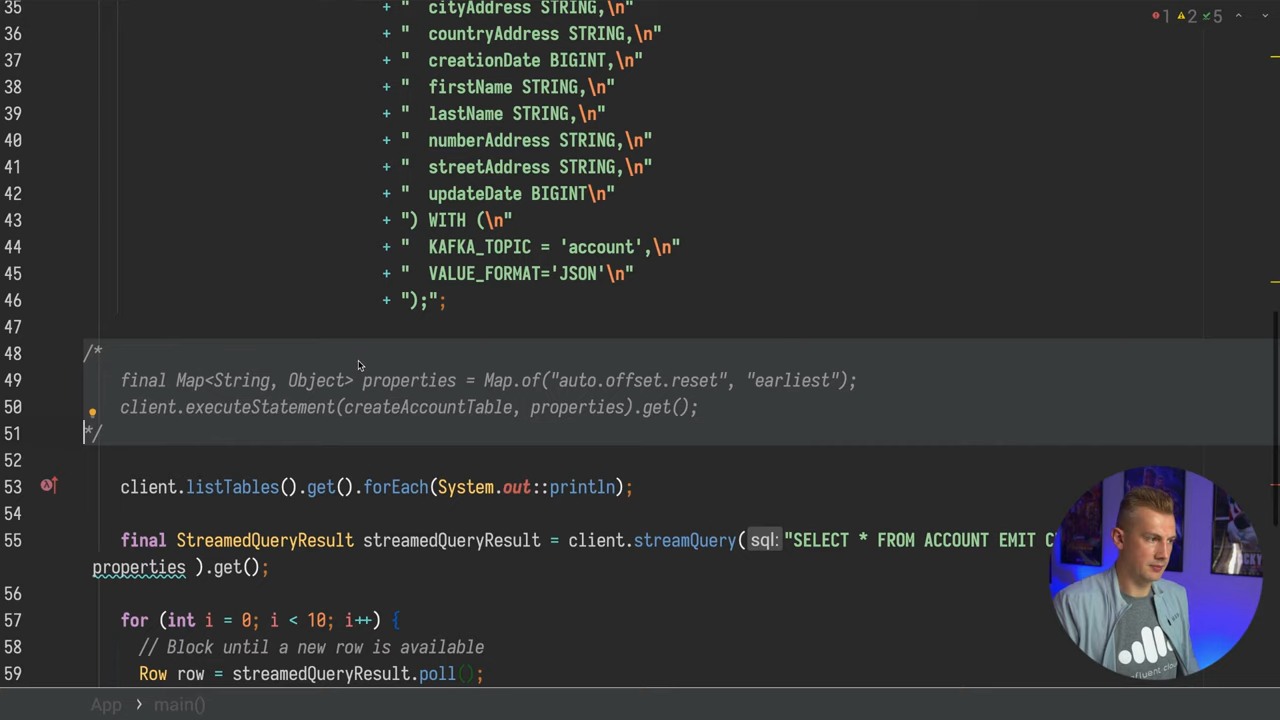 1 2 5
35 + "  cityAddress STRING,\n"
36 + "  countryAddress STRING,\n"
37 + "  creationDate BIGINT,\n"
38 + "  firstName STRING,\n"
39 + "  lastName STRING,\n"
40 + "  numberAddress STRING,\n"
41 + "  streetAddress STRING,\n"
42 + "  updateDate BIGINT\n"
43 + ") WITH (\n"
44 + "  KAFKA_TOPIC = 'account',\n"
45 + "  VALUE_FORMAT='JSON'\n"
46 + ");";
47
48 /*
49 final Map<String, Object> properties = Map.of("auto.offset.reset", "earliest");
50 client.executeStatement(createAccountTable, properties).get();
51 */
52
53 client.listTables().get().forEach(System.out::println);
54
55 final StreamedQueryResult streamedQueryResult = client.streamQuery( sql: "SELECT * FROM ACCOUNT EMIT
properties ).get();
56
57 for (int i = 0; i < 10; i++) {
58 // Block until a new row is available
59 Row row = streamedQueryResult.poll();
App > main()